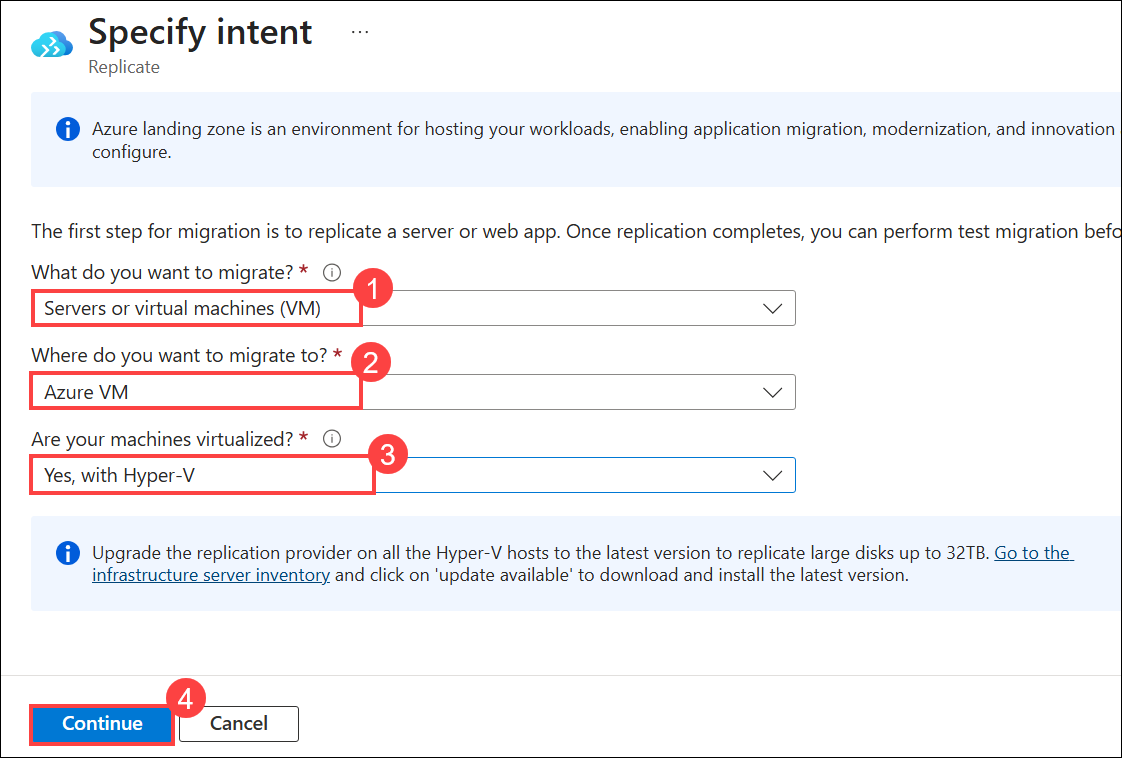 Specify intent ...
Replicate
Azure landing zone is an environment for hosting your workloads, enabling application migration, modernization, and innovation
configure.
The first step for migration is to replicate a server or web app. Once replication completes, you can perform test migration befo
What do you want to migrate? *
1
Servers or virtual machines (VM)
Where do you want to migrate to? *
2
Azure VM
Are your machines virtualized? *
3
Yes, with Hyper-V
Upgrade the replication provider on all the Hyper-V hosts to the latest version to replicate large disks up to 32TB. Go to the
infrastructure server inventory and click on 'update available' to download and install the latest version.
4
Continue
Cancel